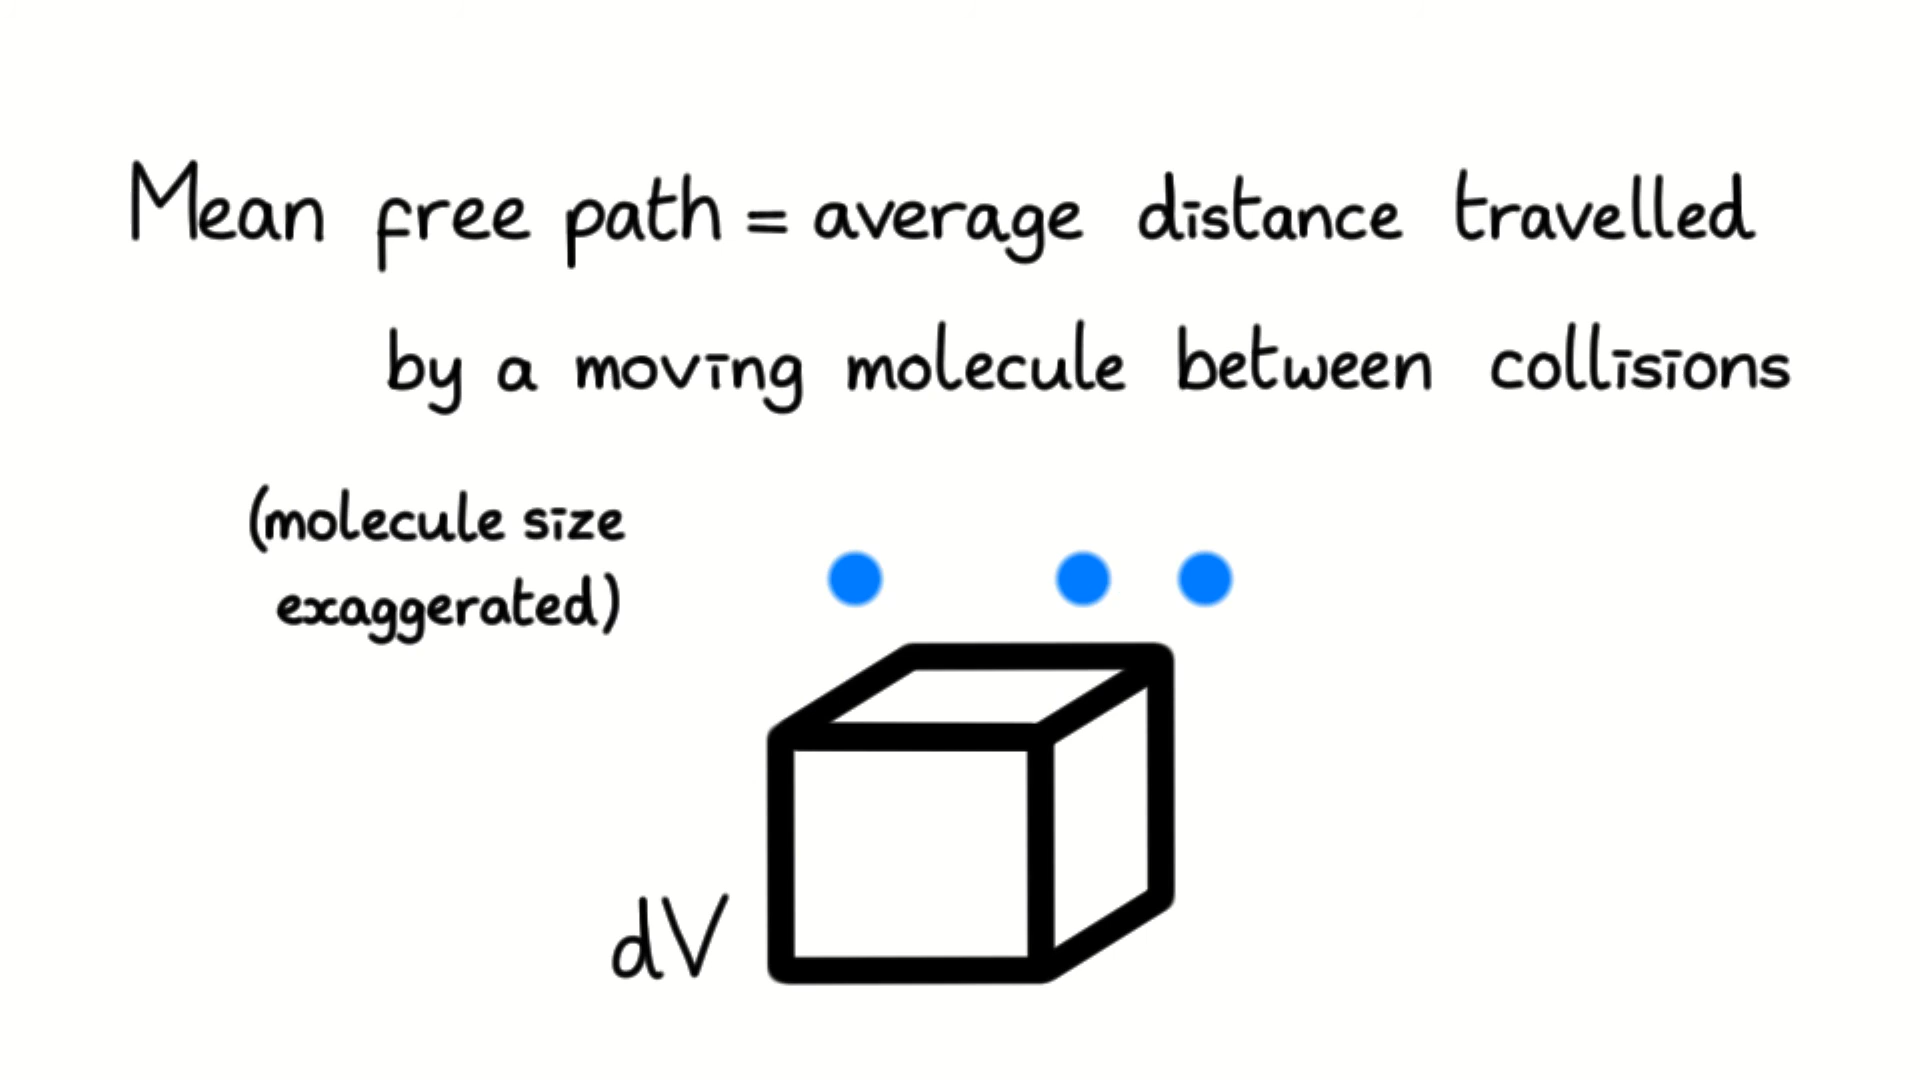 Mean free path = average distance travelled
by a moving molecule between collisions
(molecule size
exaggerated)
dV